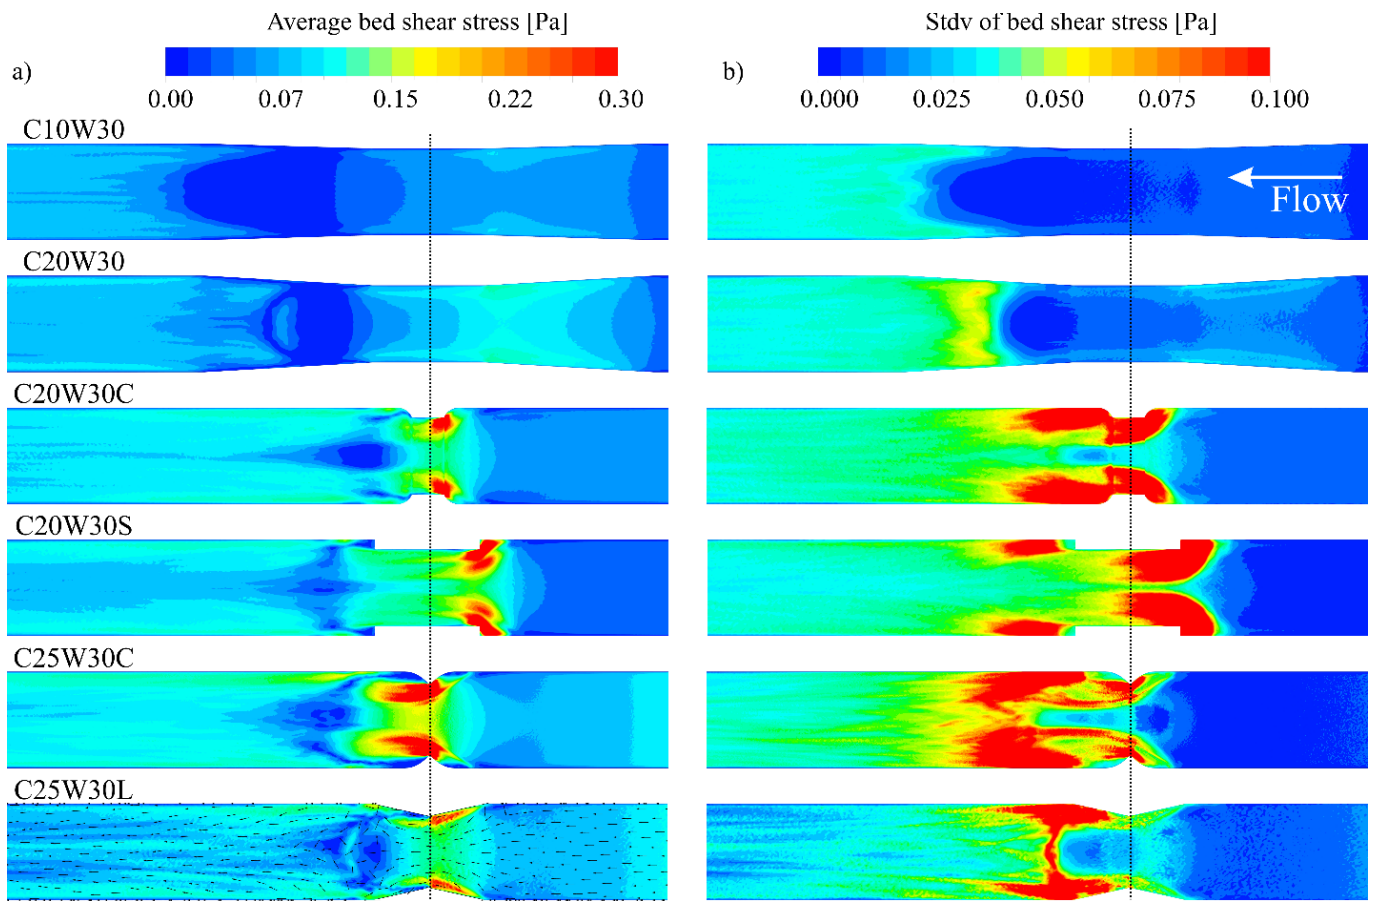 Average bed shear stress [Pa]
Stdv of bed shear stress [Pa]
a)
b)
0.00 0.07 0.15 0.22 0.30
0.000 0.025 0.050 0.075 0.100
C10W30
Flow
C20W30
C20W30C
C20W30S
C25W30C
C25W30L